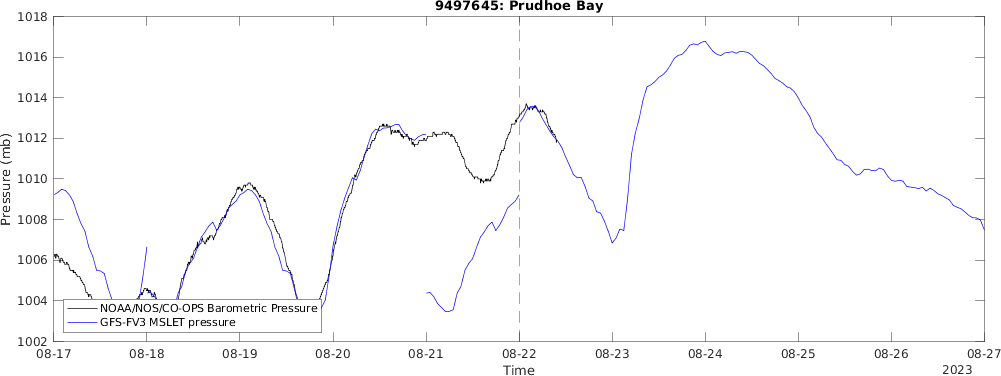 9497645: Prudhoe Bay
1018
1016
1014
1012
1010
1008
1006
1004
1002
Pressure (mb)
NOAA/NOS/CO-OPS Barometric Pressure
GFS-FV3 MSLET pressure
08-17 08-18 08-19 08-20 08-21 08-22 08-23 08-24 08-25 08-26 08-27
Time
2023